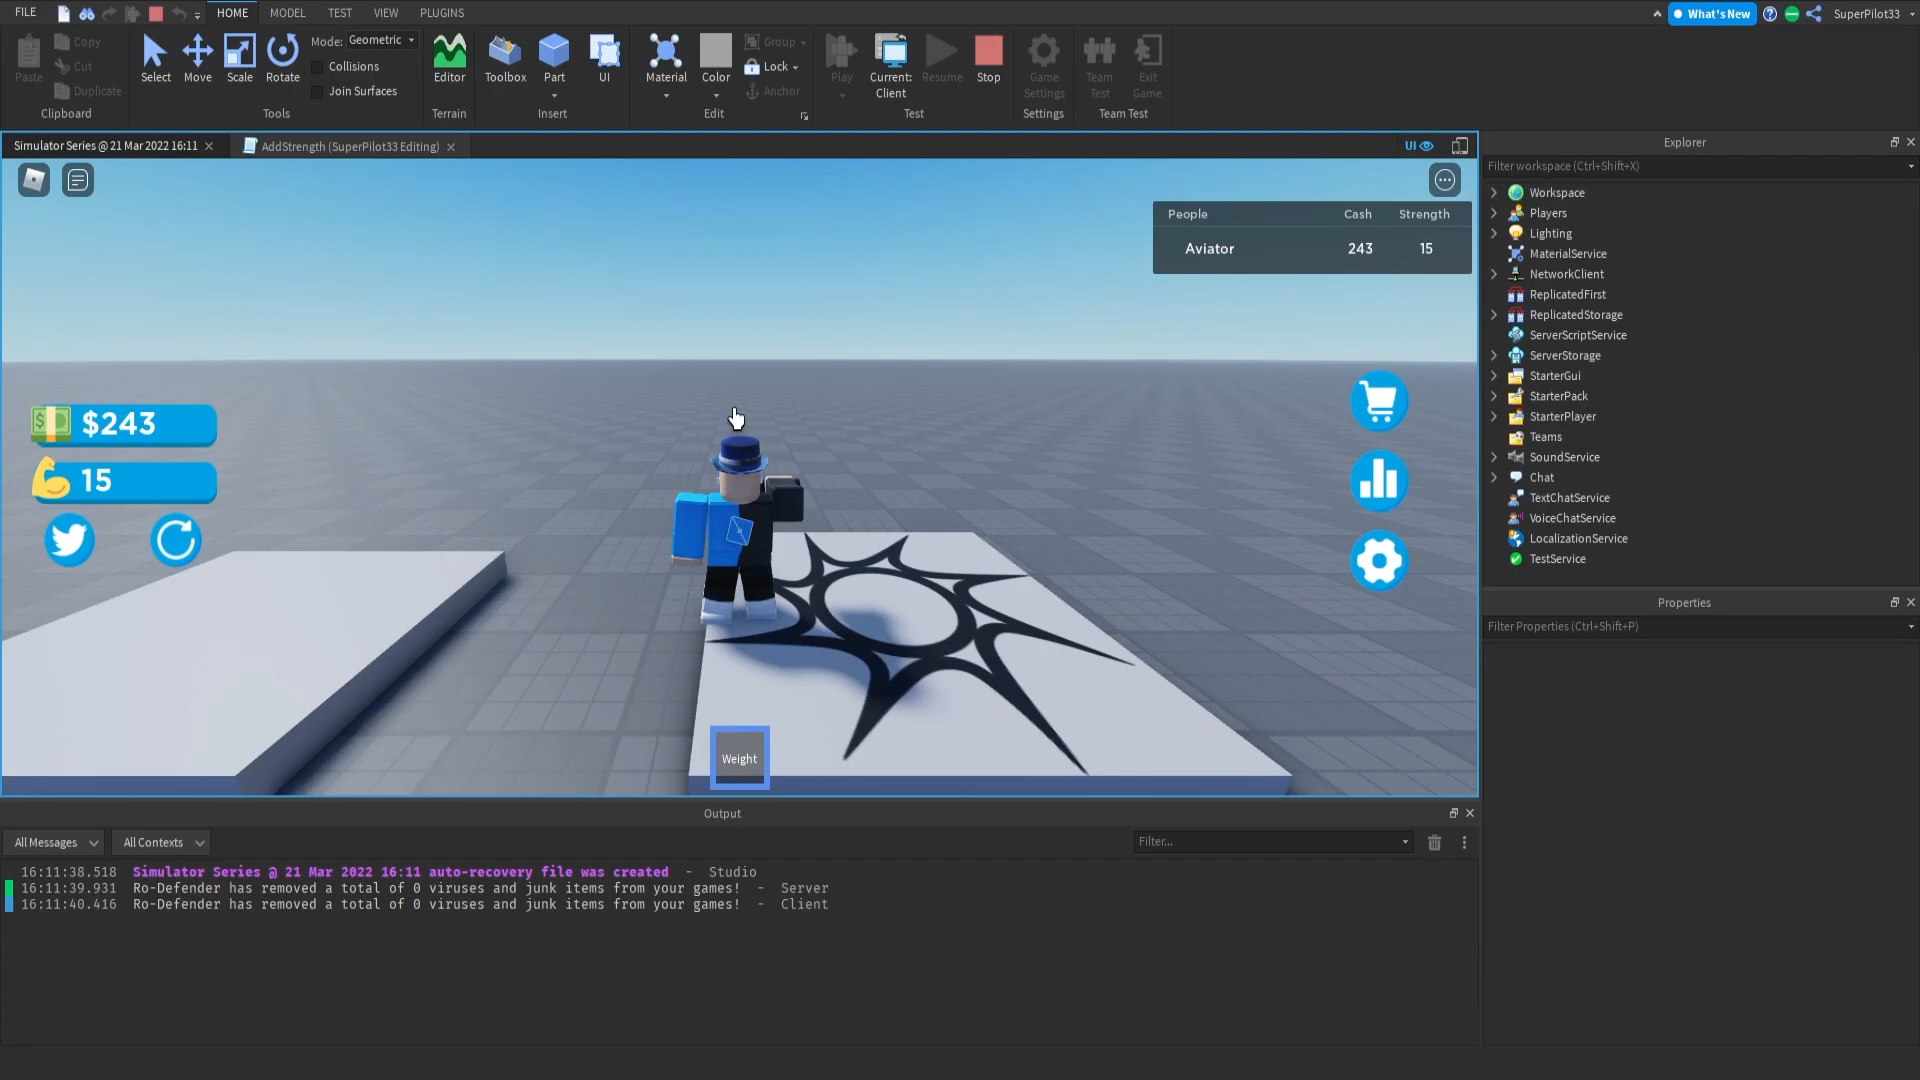 FILE
HOME
MODEL
TEST
VIEW
PLUGINS
What's New
SuperPilot33
Paste
Copy
Cut
Duplicate
Clipboard
Select
Move
Scale
Rotate
Mode: Geometric
Collisions
Join Surfaces
Tools
Editor
Terrain
Toolbox
Part
UI
Insert
Material
Color
Group
Lock
Anchor
Edit
Play
Current:
Client
Resume
Stop
Test
Game
Settings
Settings
Team
Test
Exit
Game
Team Test
Simulator Series @ 21 Mar 2022 16:11
AddStrength (SuperPilot33 Editing)
UI
People Cash Strength
Aviator 243 15
$243
15
Weight
Explorer
Filter workspace (Ctrl+Shift+X)
Workspace
Players
Lighting
MaterialService
NetworkClient
ReplicatedFirst
ReplicatedStorage
ServerScriptService
ServerStorage
StarterGui
StarterPack
StarterPlayer
Teams
SoundService
Chat
TextChatService
VoiceChatService
LocalizationService
TestService
Properties
Filter Properties (Ctrl+Shift+P)
Output
All Messages
All Contexts
Filter...
16:11:38.518 Simulator Series @ 21 Mar 2022 16:11 auto-recovery file was created - Studio
16:11:39.931 Ro-Defender has removed a total of 0 viruses and junk items from your games! - Server
16:11:40.416 Ro-Defender has removed a total of 0 viruses and junk items from your games! - Client